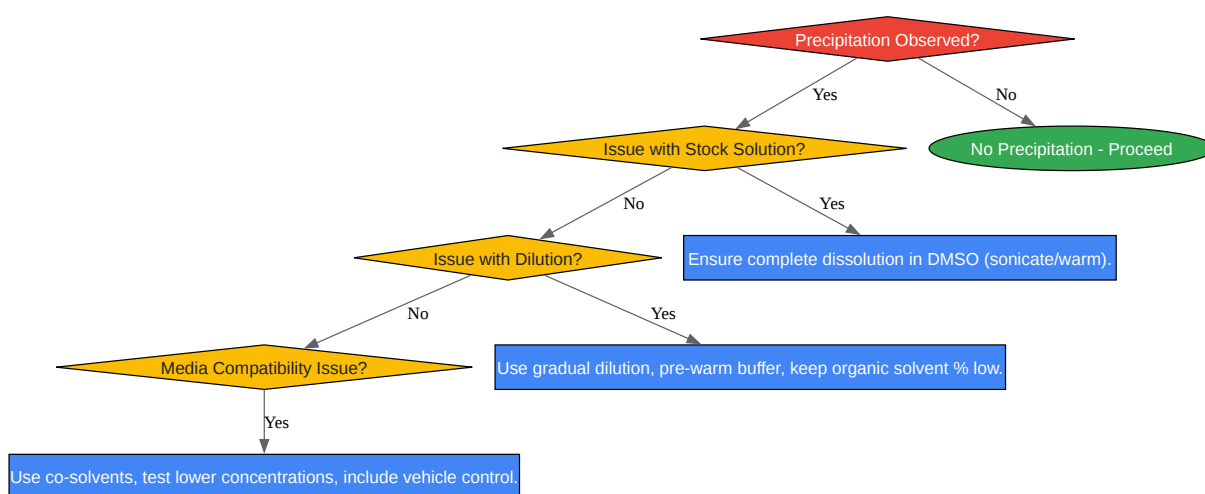 Precipitation Observed?
Yes
No
Issue with Stock Solution?
No Precipitation - Proceed
No
Yes
Issue with Dilution?
Ensure complete dissolution in DMSO (sonicate/warm).
No
Yes
Media Compatibility Issue?
Use gradual dilution, pre-warm buffer, keep organic solvent % low.
Yes
Use co-solvents, test lower concentrations, include vehicle control.